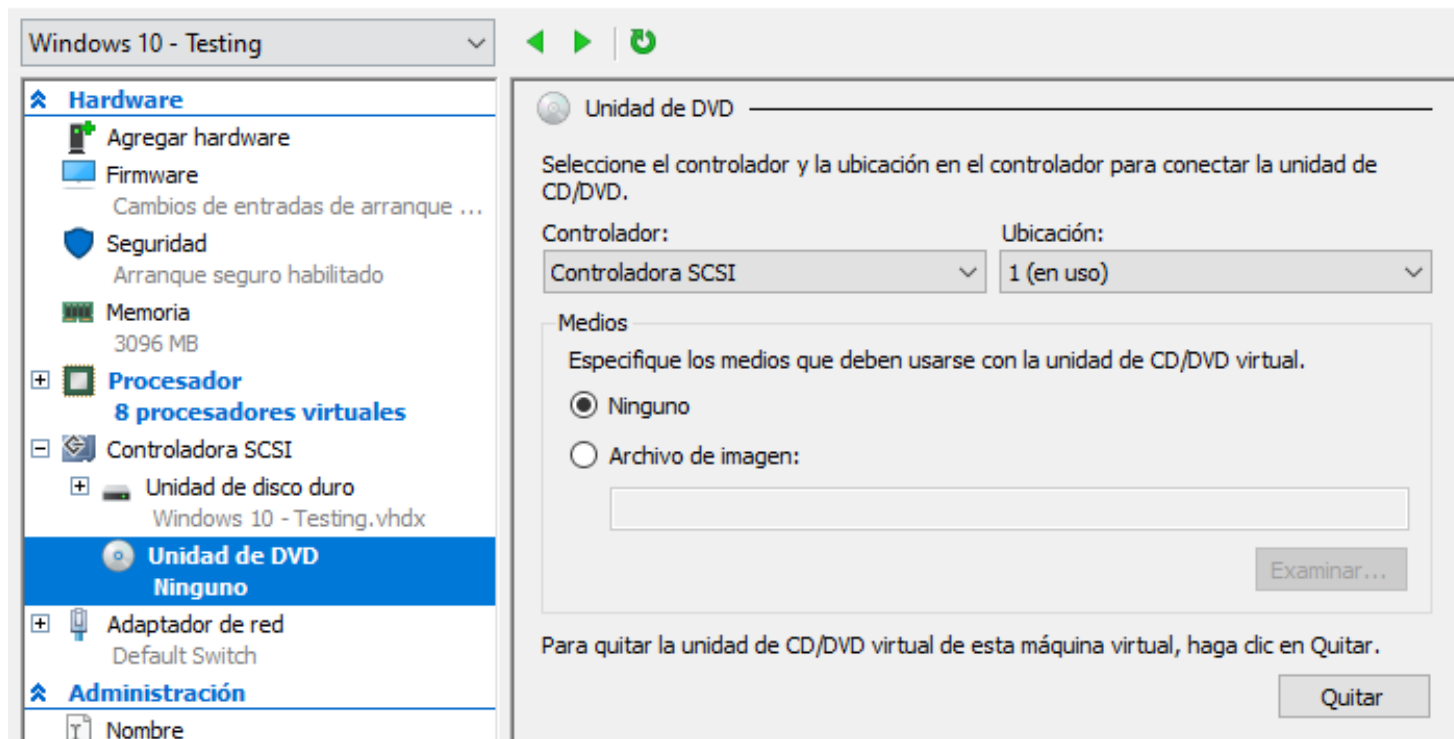 Windows 10 - Testing
Hardware
Agregar hardware
Firmware
Cambios de entradas de arranque ...
Seguridad
Arranque seguro habilitado
Memoria
3096 MB
Procesador
8 procesadores virtuales
Controladora SCSI
Unidad de disco duro
Windows 10 - Testing.vhdx
Unidad de DVD
Ninguno
Adaptador de red
Default Switch
Administración
Nombre
Unidad de DVD
Seleccione el controlador y la ubicación en el controlador para conectar la unidad de
CD/DVD.
Controlador:
Ubicación:
Controladora SCSI
1 (en uso)
Medios
Especifique los medios que deben usarse con la unidad de CD/DVD virtual.
Ninguno
Archivo de imagen:
Examinar...
Para quitar la unidad de CD/DVD virtual de esta máquina virtual, haga clic en Quitar.
Quitar